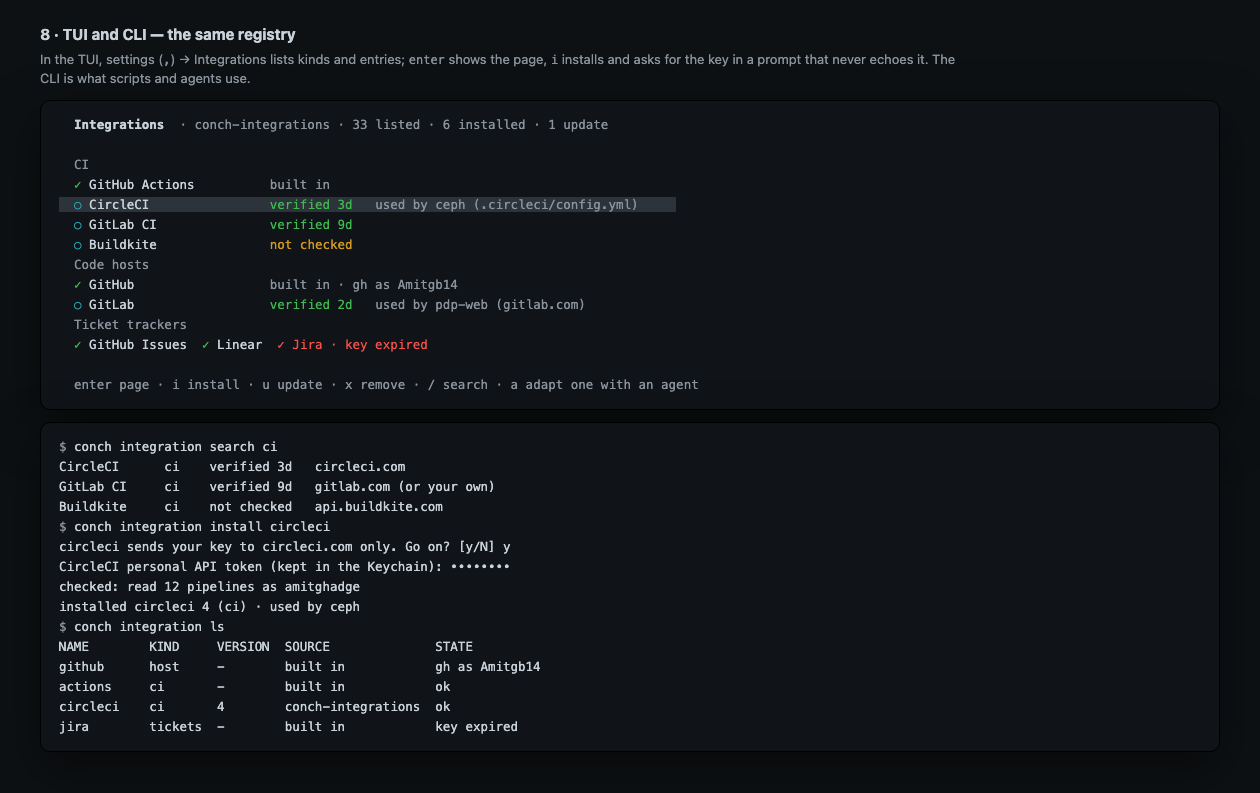 8 · TUI and CLI — the same registry
In the TUI, settings (,) → Integrations lists kinds and entries; enter shows the page, i installs and asks for the key in a prompt that never echoes it. The
CLI is what scripts and agents use.
Integrations · conch-integrations · 33 listed · 6 installed · 1 update
CI
✓ GitHub Actions built in
○ CircleCI verified 3d used by ceph (.circleci/config.yml)
○ GitLab CI verified 9d
○ Buildkite not checked
Code hosts
✓ GitHub built in · gh as Amitgb14
○ GitLab verified 2d used by pdp-web (gitlab.com)
Ticket trackers
✓ GitHub Issues ✓ Linear ✓ Jira · key expired
enter page · i install · u update · x remove · / search · a adapt one with an agent
$ conch integration search ci
CircleCI ci verified 3d circleci.com
GitLab CI ci verified 9d gitlab.com (or your own)
Buildkite ci not checked api.buildkite.com
$ conch integration install circleci
circleci sends your key to circleci.com only. Go on? [y/N] y
CircleCI personal API token (kept in the Keychain): ••••••••
checked: read 12 pipelines as amitghadge
installed circleci 4 (ci) · used by ceph
$ conch integration ls
NAME KIND VERSION SOURCE STATE
github host – built in gh as Amitgb14
actions ci – built in ok
circleci ci 4 conch-integrations ok
jira tickets – built in key expired